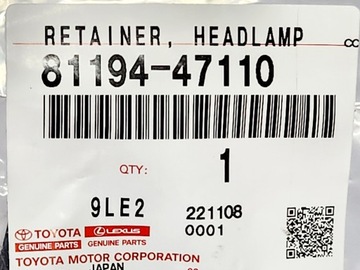 RETAINER, HEADLAMP
81194-47110
QTY: 1
9LE2 221108
0001
TOYOTA LEXUS
GENUINE PARTS GENUINE PARTS
TOYOTA MOTOR CORPORATION
JAPAN